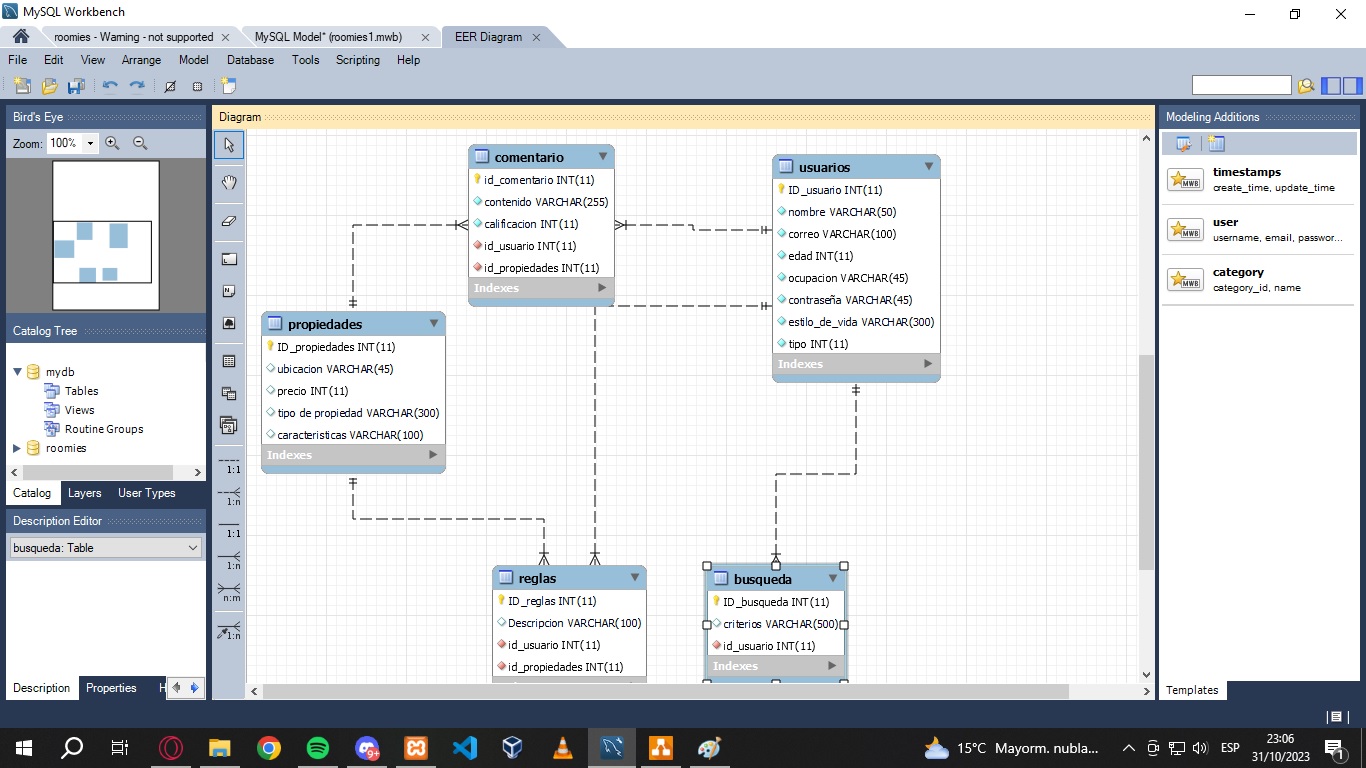 MySQL Workbench
roomies - Warning - not supported
MySQL Model* (roomies1.mwb)
EER Diagram
File Edit View Arrange Model Database Tools Scripting Help
Bird's Eye
Zoom: 100%
Catalog Tree
mydb
Tables
Views
Routine Groups
roomies
Catalog Layers User Types
Description Editor
busqueda: Table
Description Properties H
Diagram
1:1
1:n
1:1
1:n
n:m
1:n
comentario
id_comentario INT(11)
contenido VARCHAR(255)
calificacion INT(11)
id_usuario INT(11)
id_propiedades INT(11)
Indexes
usuarios
ID_usuario INT(11)
nombre VARCHAR(50)
correo VARCHAR(100)
edad INT(11)
ocupacion VARCHAR(45)
contraseña VARCHAR(45)
estilo_de_vida VARCHAR(300)
tipo INT(11)
Indexes
propiedades
ID_propiedades INT(11)
ubicacion VARCHAR(45)
precio INT(11)
tipo de propiedad VARCHAR(300)
caracteristicas VARCHAR(100)
Indexes
reglas
ID_reglas INT(11)
Descripcion VARCHAR(100)
id_usuario INT(11)
id_propiedades INT(11)
busqueda
ID_busqueda INT(11)
criterios VARCHAR(500)
id_usuario INT(11)
Indexes
Modeling Additions
timestamps
create_time, update_time
user
username, email, passwor...
category
category_id, name
Templates
9+
15°C Mayorm. nubla...
ESP
23:06
31/10/2023
1